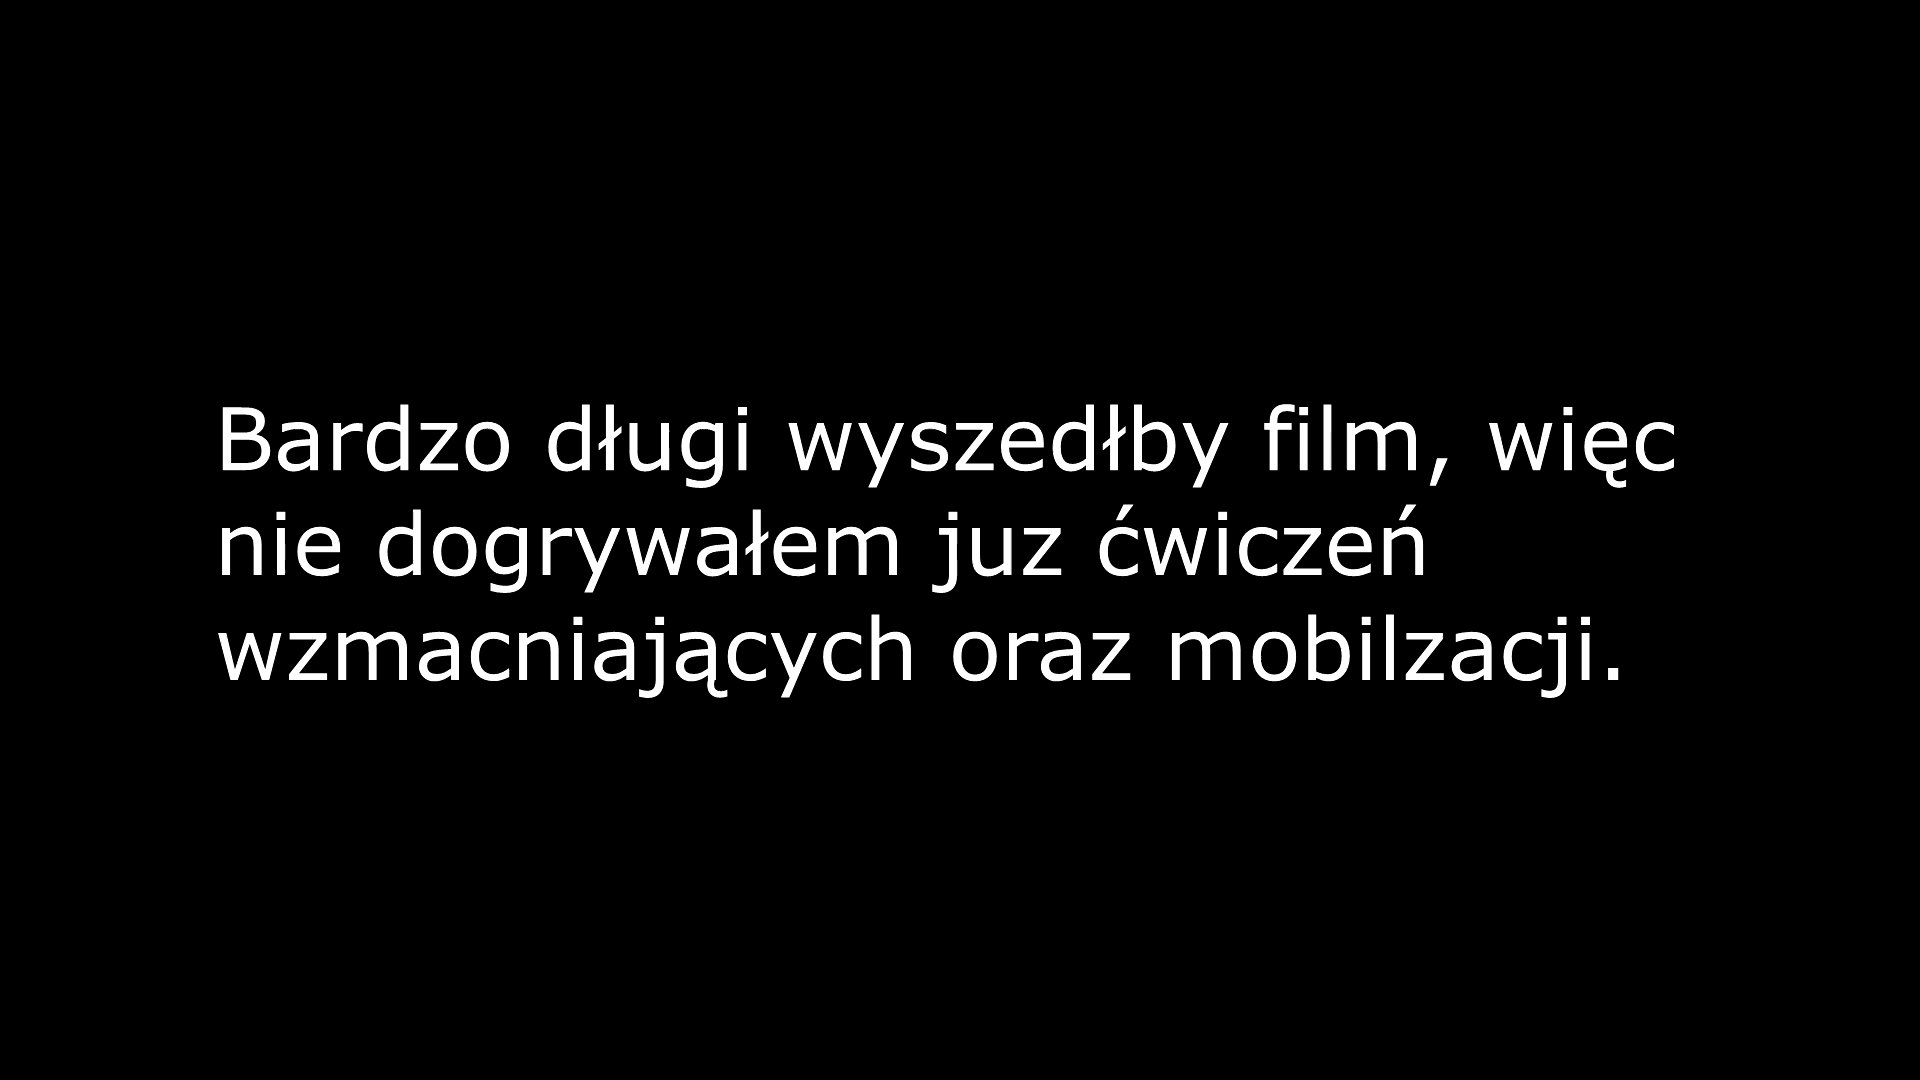 Bardzo długi wyszedłby film, więc
nie dogrywałem juz ćwiczeń
wzmacniających oraz mobilzacji.